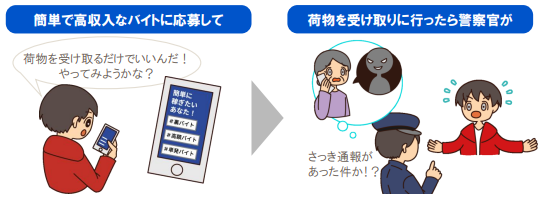 簡単で高収入なバイトに応募して
荷物を受け取るだけでいいんだ！
やってみようかな？
簡単に
稼ぎたい
あなた！
#裏バイト
#高額バイト
#単発バイト
荷物を受け取りに行ったら警察官が
さっき通報が
あった件か！？